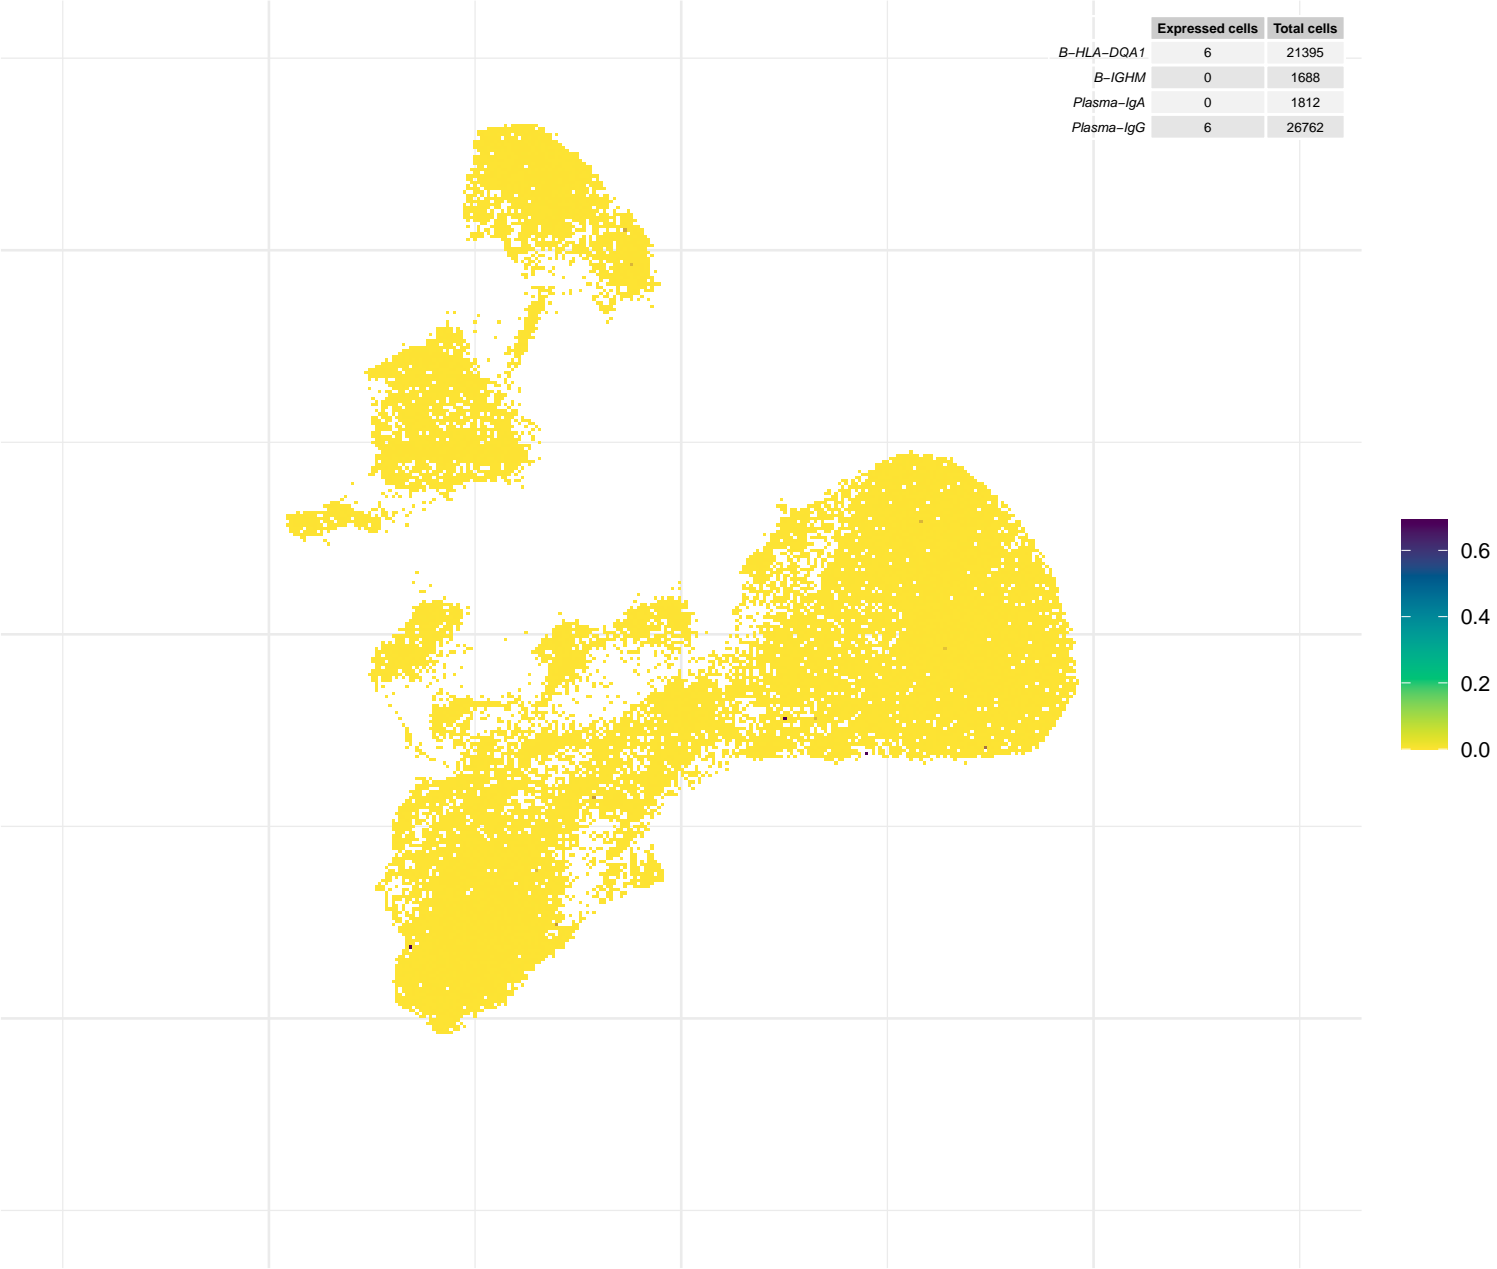 Expressed cells Total cells
B−HLA−DQA1 6 21395
B−IGHM 0 1688
Plasma−IgA 0 1812
Plasma−IgG 6 26762
0.6
0.4
0.2
0.0